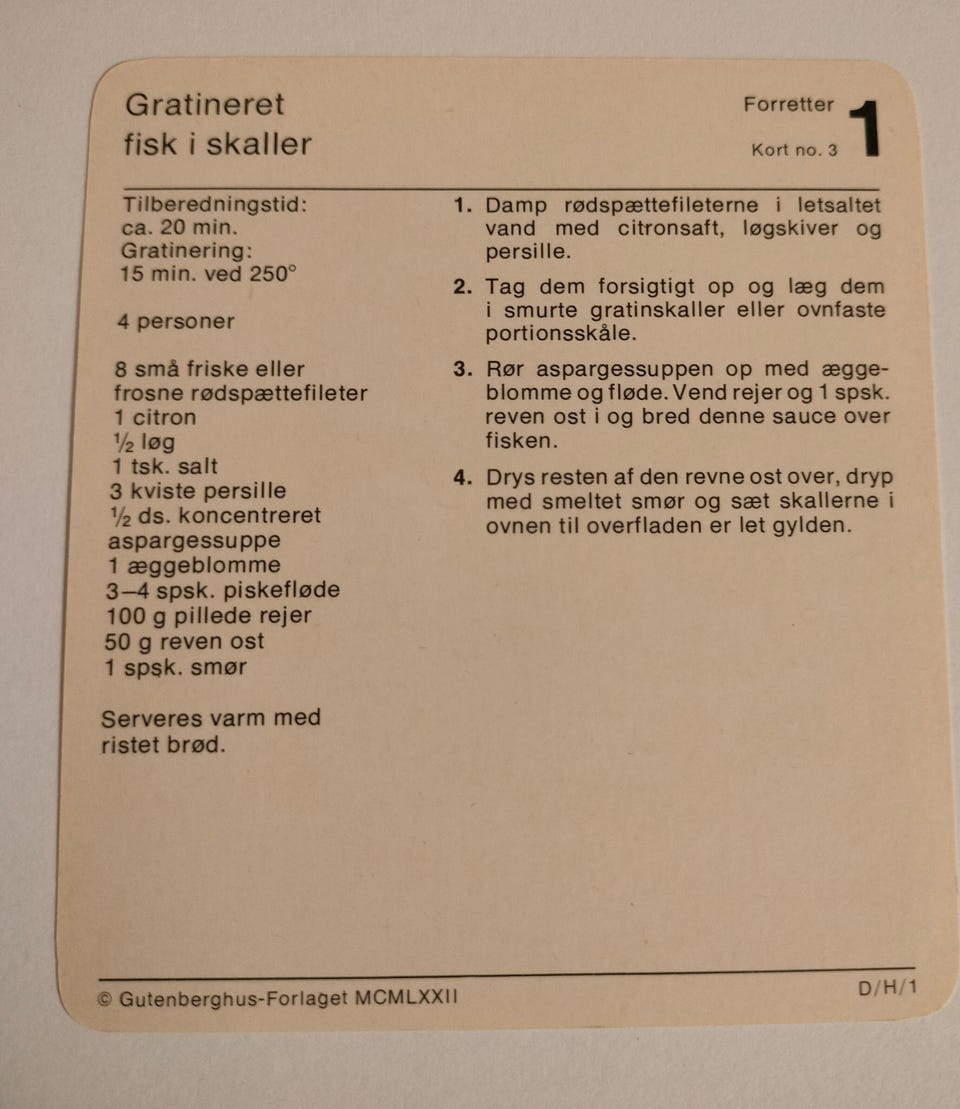 Gratineret
fisk i skaller
Forretter
1
Kort no. 3
Tilberedningstid:
ca. 20 min.
Gratinering:
15 min. ved 250°
4 personer
8 små friske eller
frosne rødspættefileter
1 citron
½ løg
1 tsk. salt
3 kviste persille
½ ds. koncentreret
aspargessuppe
1 æggeblomme
3–4 spsk. piskefløde
100 g pillede rejer
50 g reven ost
1 spsk. smør
Serveres varm med
ristet brød.
1. Damp rødspættefileterne i letsaltet
vand med citronsaft, løgskiver og
persille.
2. Tag dem forsigtigt op og læg dem
i smurte gratinskaller eller ovnfaste
portionsskåle.
3. Rør aspargessuppen op med ægge-
blomme og fløde. Vend rejer og 1 spsk.
reven ost i og bred denne sauce over
fisken.
4. Drys resten af den revne ost over, dryp
med smeltet smør og sæt skallerne i
ovnen til overfladen er let gylden.
© Gutenberghus-Forlaget MCMLXXII
D/H/1